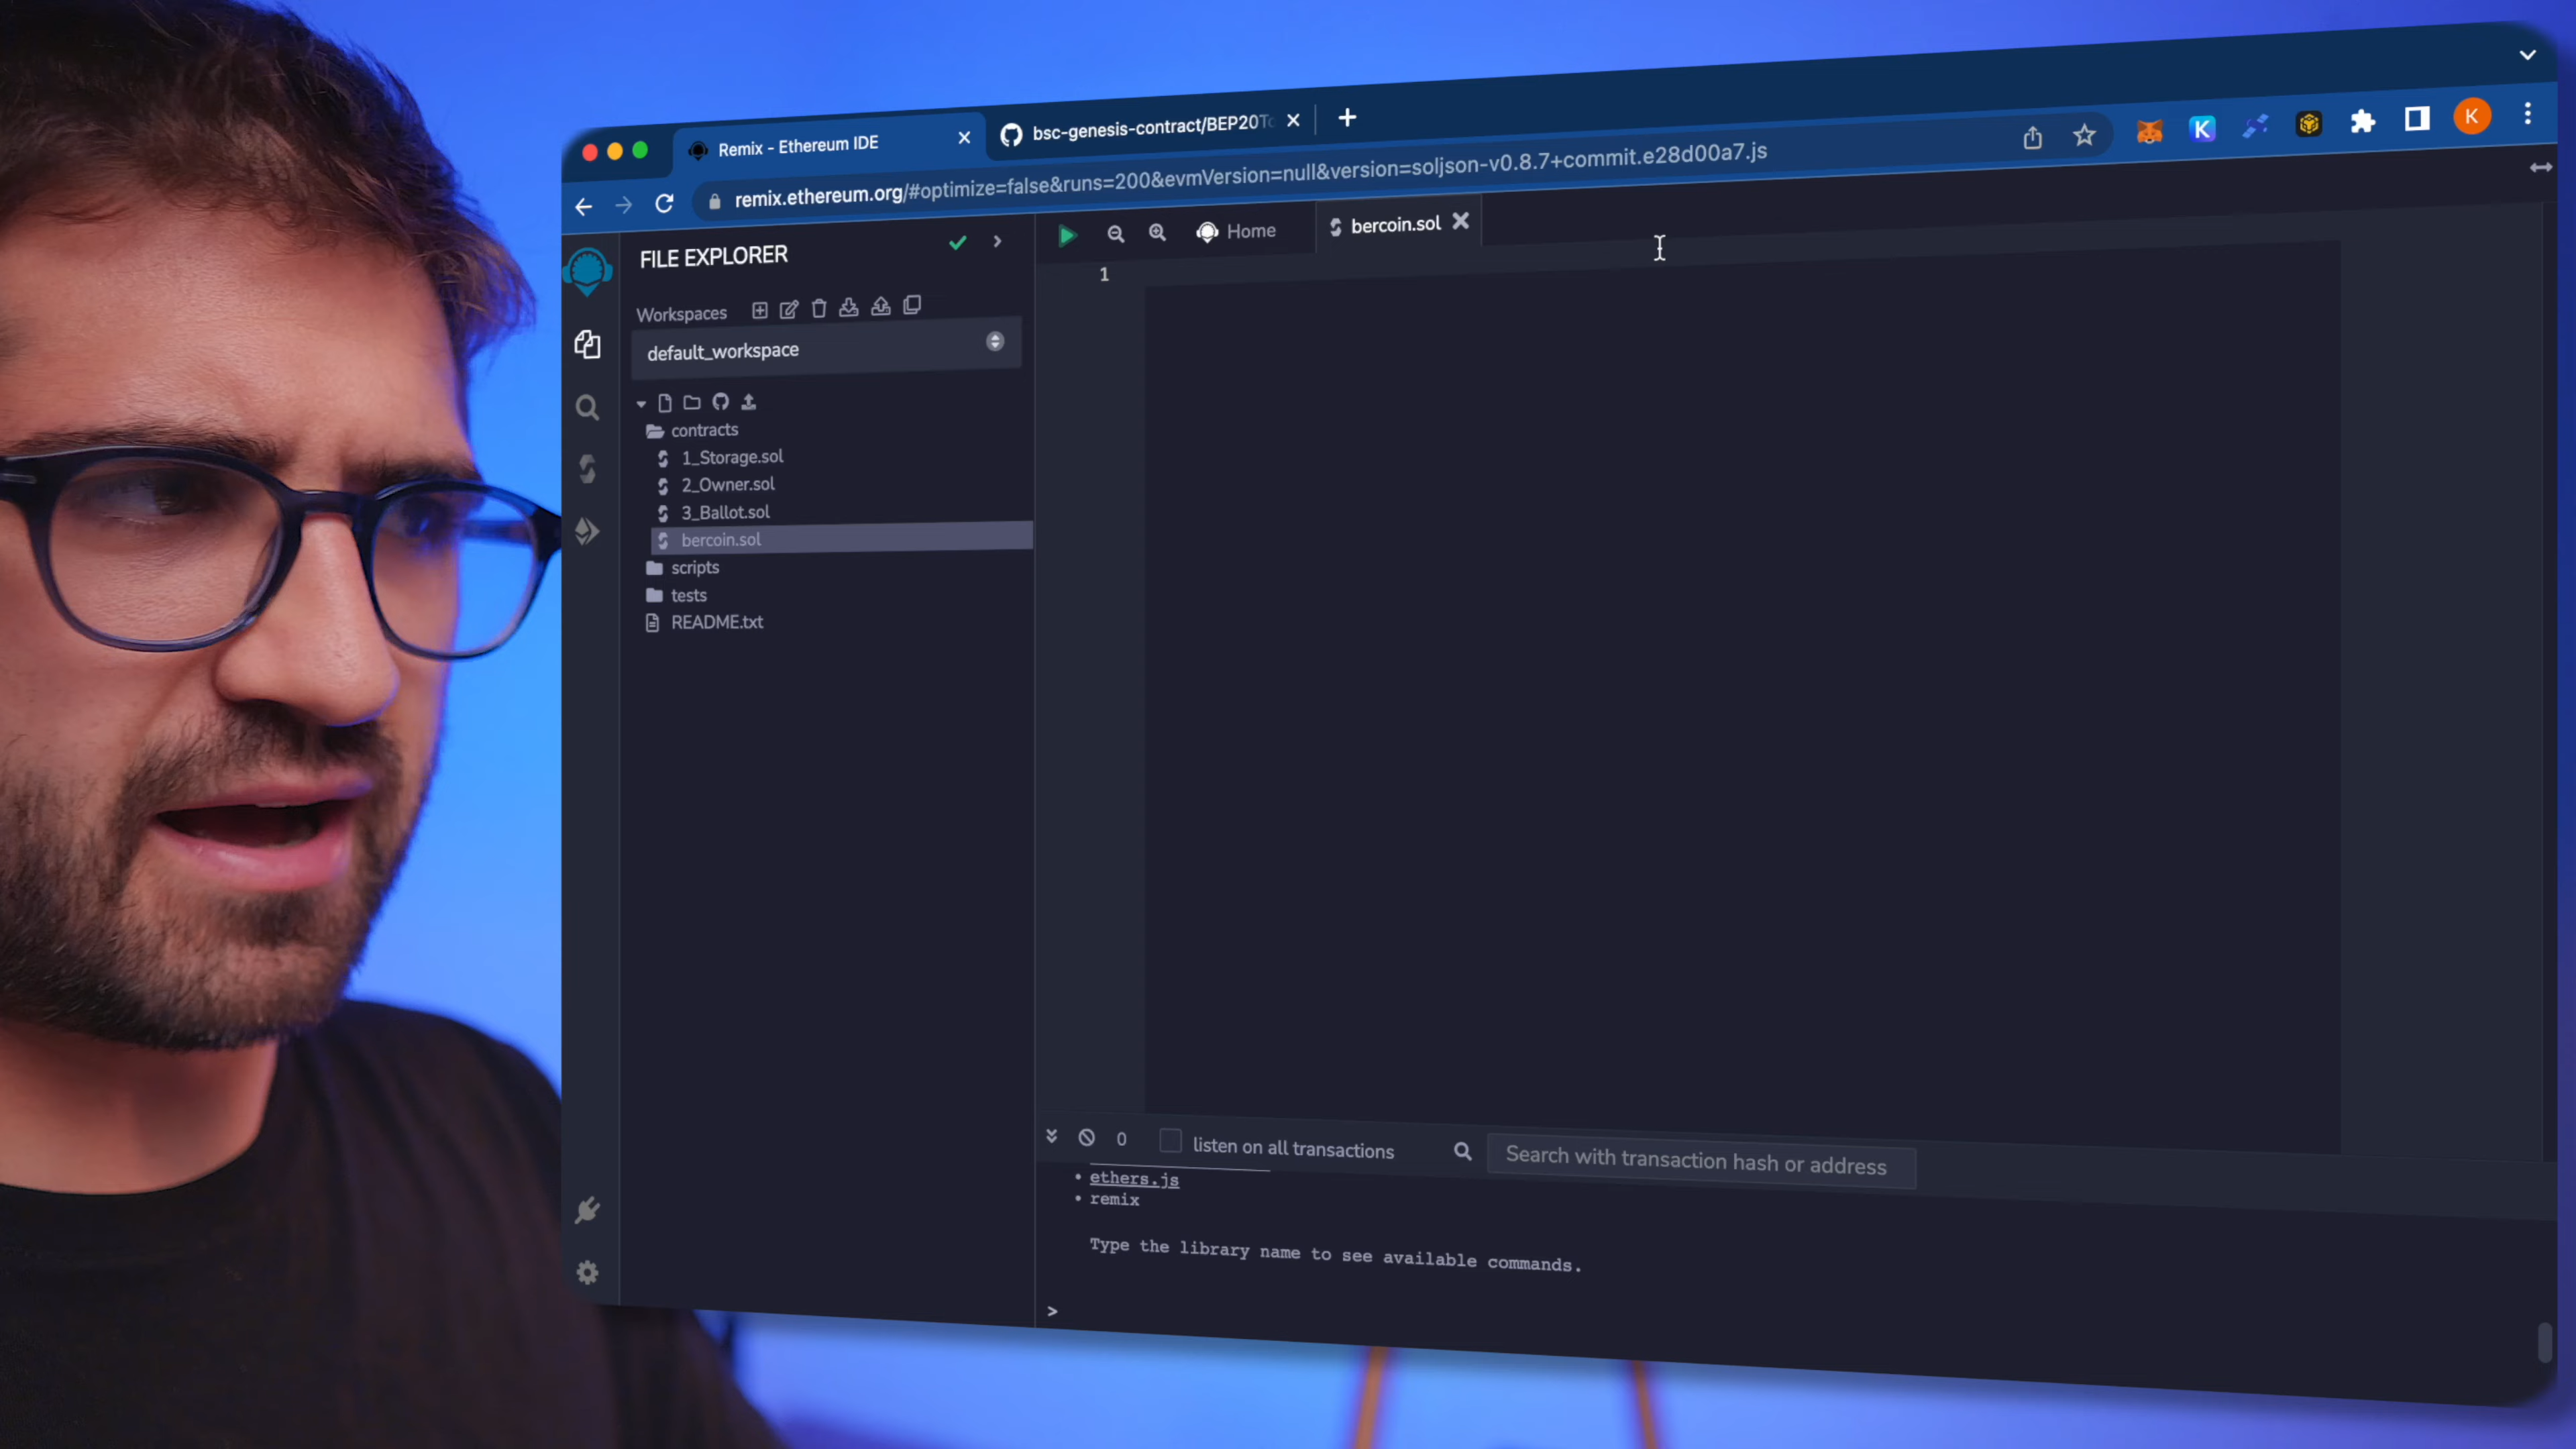 Remix - Ethereum IDE
bsc-genesis-contract/BEP20T
remix.ethereum.org/#optimize=false&runs=200&evmVersion=null&version=soljson-v0.8.7+commit.e28d00a7.js
K
K
FILE EXPLORER
Home
bercoin.sol
1
Workspaces
default_workspace
contracts
1_Storage.sol
2_Owner.sol
3_Ballot.sol
bercoin.sol
scripts
tests
README.txt
0
listen on all transactions
Search with transaction hash or address
• ethers.js
• remix
Type the library name to see available commands.
>